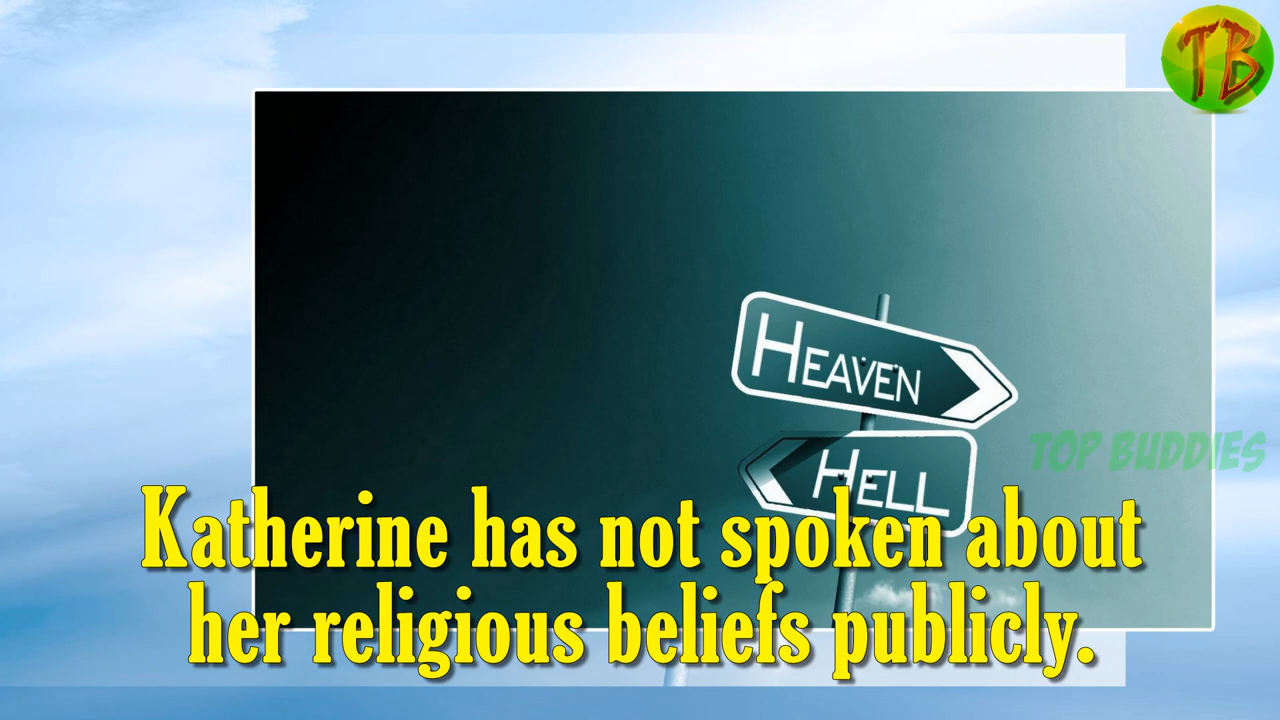 TB
HEAVEN
TOP BUDDIES
HELL
Katherine has not spoken about
her religious beliefs publicly.